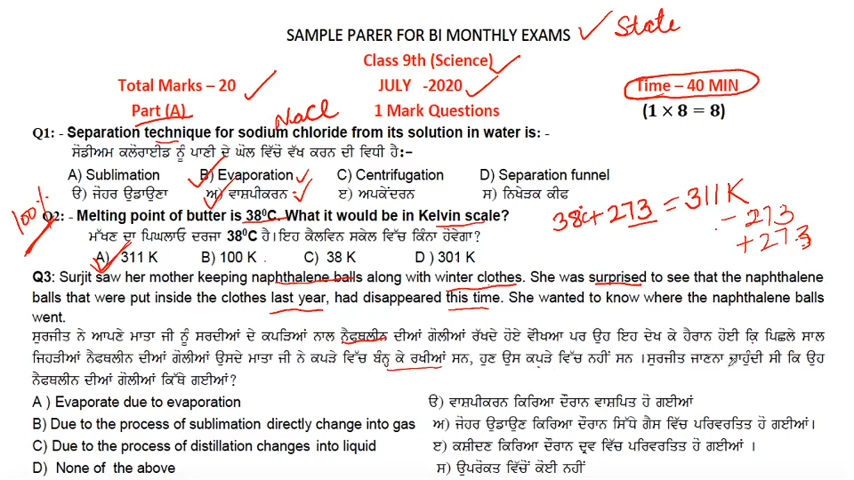 SAMPLE PARER FOR BI MONTHLY EXAMS State
Class 9th (Science)
Total Marks – 20 JULY -2020 Time – 40 MIN
Part (A) NaCl 1 Mark Questions (1 × 8 = 8)
Q1: - Separation technique for sodium chloride from its solution in water is: -
ਸੋਡੀਅਮ ਕਲੋਰਾਈਡ ਨੂੰ ਪਾਣੀ ਦੇ ਘੋਲ ਵਿੱਚੋ ਵੱਖ ਕਰਨ ਦੀ ਵਿਧੀ ਹੈ:-
A) Sublimation B) Evaporation C) Centrifugation D) Separation funnel
ੳ) ਜੋਹਰ ਉਡਾਉਣਾ ਅ) ਵਾਸ਼ਪੀਕਰਨ ੲ) ਅਪਕੇਂਦਰਨ ਸ) ਨਿਖੇੜਕ ਕੀਫ
100% Q2: - Melting point of butter is 38⁰C. What it would be in Kelvin scale? 38c + 273 = 311 K
- 273
ਮੱਖਣ ਦਾ ਪਿਘਲਾਓ ਦਰਜਾ 38⁰C ਹੈ।ਇਹ ਕੈਲਵਿਨ ਸਕੇਲ ਵਿੱਚ ਕਿੰਨਾ ਹੋਵੇਗਾ? + 273
A) 311 K B) 100 K . C) 38 K D ) 301 K
Q3: Surjit saw her mother keeping naphthalene balls along with winter clothes. She was surprised to see that the naphthalene
balls that were put inside the clothes last year, had disappeared this time. She wanted to know where the naphthalene balls
went.
ਸੁਰਜੀਤ ਨੇ ਆਪਣੇ ਮਾਤਾ ਜੀ ਨੂੰ ਸਰਦੀਆਂ ਦੇ ਕਪੜਿਆਂ ਨਾਲ ਨੈਫਥਲੀਨ ਦੀਆਂ ਗੋਲੀਆਂ ਰੱਖਦੇ ਹੋਏ ਵੇਖਿਆ ਪਰ ਉਹ ਇਹ ਦੇਖ ਕੇ ਹੈਰਾਨ ਹੋਈ ਕਿ ਪਿਛਲੇ ਸਾਲ
ਜਿਹੜੀਆਂ ਨੈਫਥਲੀਨ ਦੀਆਂ ਗੋਲੀਆਂ ਉਸਦੇ ਮਾਤਾ ਜੀ ਨੇ ਕਪੜੇ ਵਿੱਚ ਬੰਨ੍ਹ ਕੇ ਰਖੀਆਂ ਸਨ, ਹੁਣ ਉਸ ਕਪੜੇ ਵਿੱਚ ਨਹੀਂ ਸਨ ।ਸੁਰਜੀਤ ਜਾਣਨਾ ਚਾਹੁੰਦੀ ਸੀ ਕਿ ਉਹ
ਨੈਫਥਲੀਨ ਦੀਆਂ ਗੋਲੀਆਂ ਕਿੱਥੇ ਗਈਆਂ?
A ) Evaporate due to evaporation ੳ) ਵਾਸ਼ਪੀਕਰਨ ਕਿਰਿਆ ਦੌਰਾਨ ਵਾਸ਼ਪਿਤ ਹੋ ਗਈਆਂ
B) Due to the process of sublimation directly change into gas ਅ) ਜੋਹਰ ਉਡਾਉਣ ਕਿਰਿਆ ਦੌਰਾਨ ਸਿੱਧੇ ਗੈਸ ਵਿੱਚ ਪਰਿਵਰਤਿਤ ਹੋ ਗਈਆਂ।
C) Due to the process of distillation changes into liquid ੲ) ਕਸ਼ੀਦਣ ਕਿਰਿਆ ਦੌਰਾਨ ਦ੍ਰਵ ਵਿੱਚ ਪਰਿਵਰਤਿਤ ਹੋ ਗਈਆਂ ।
D) None of the above ਸ) ਉਪਰੋਕਤ ਵਿੱਚੋਂ ਕੋਈ ਨਹੀਂ